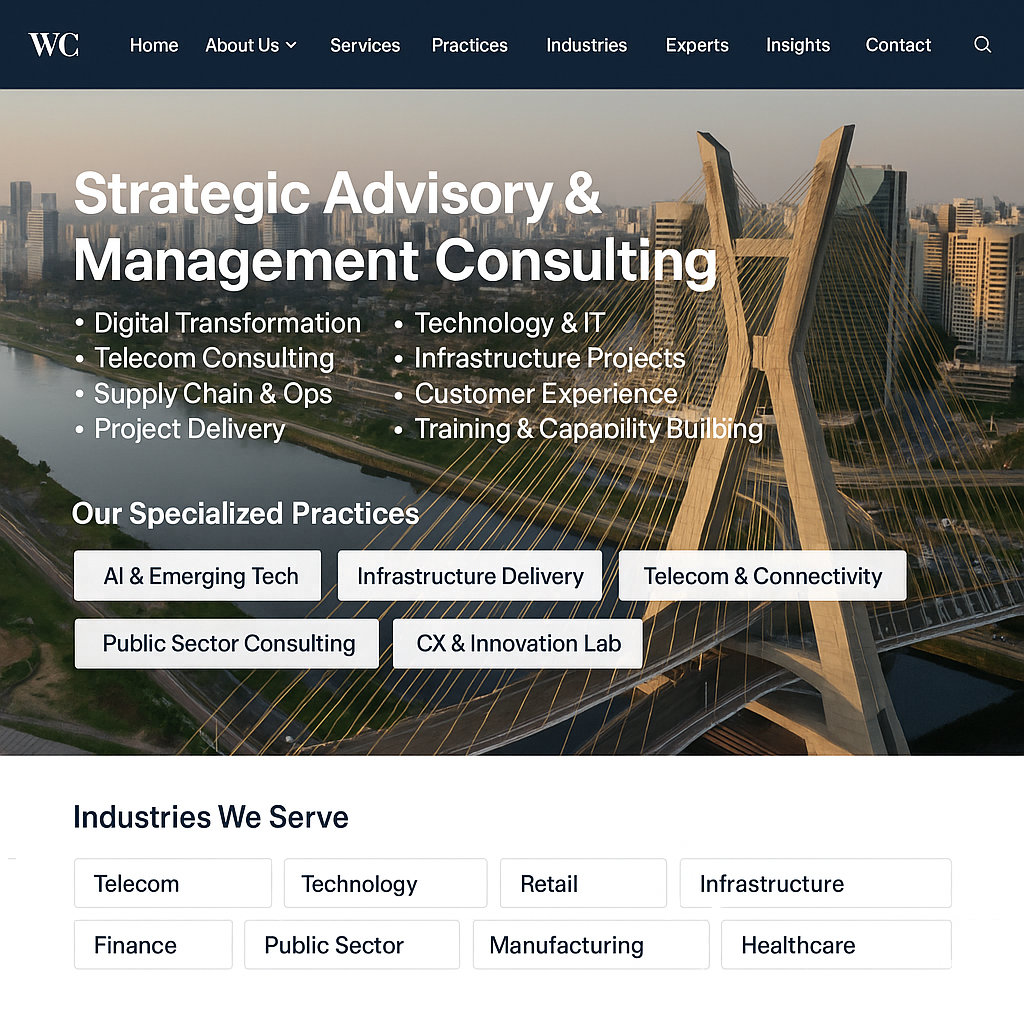 WC Home About Us Services Practices Industries Experts Insights Contact
Strategic Advisory &
Management Consulting
• Digital Transformation
• Telecom Consulting
• Supply Chain & Ops
• Project Delivery
• Technology & IT
• Infrastructure Projects
• Customer Experience
• Training & Capability Builbing
Our Specialized Practices
AI & Emerging Tech Infrastructure Delivery Telecom & Connectivity
Public Sector Consulting CX & Innovation Lab
Industries We Serve
Telecom Technology Retail Infrastructure
Finance Public Sector Manufacturing Healthcare